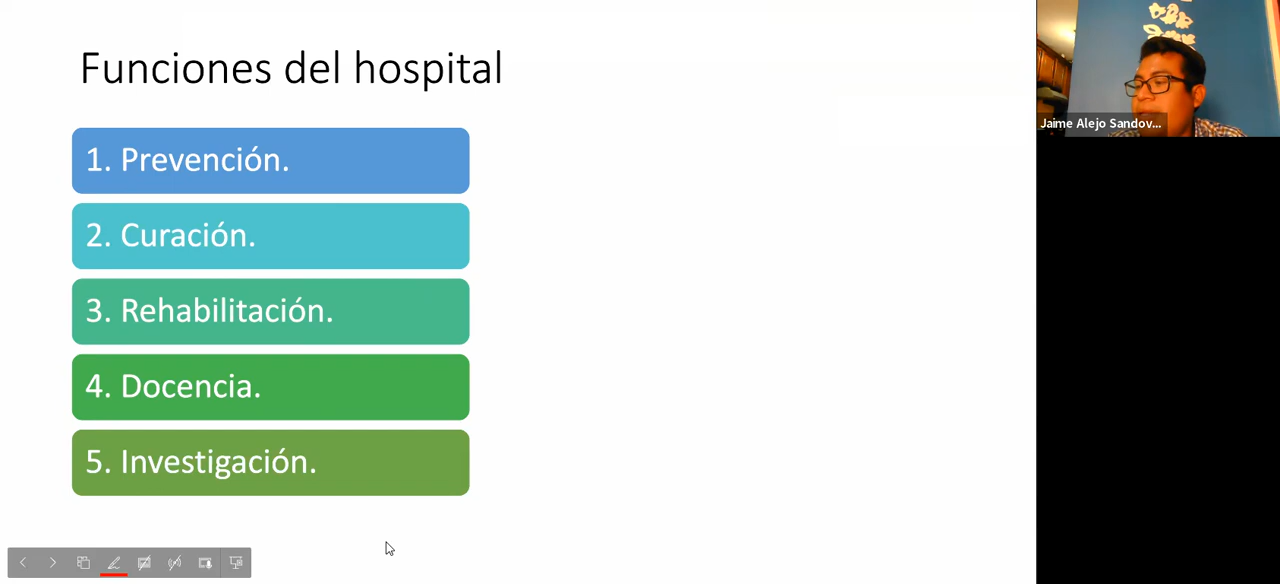 Funciones del hospital
1. Prevención.
2. Curación.
3. Rehabilitación.
4. Docencia.
5. Investigación.
Jaime Alejo Sandov...